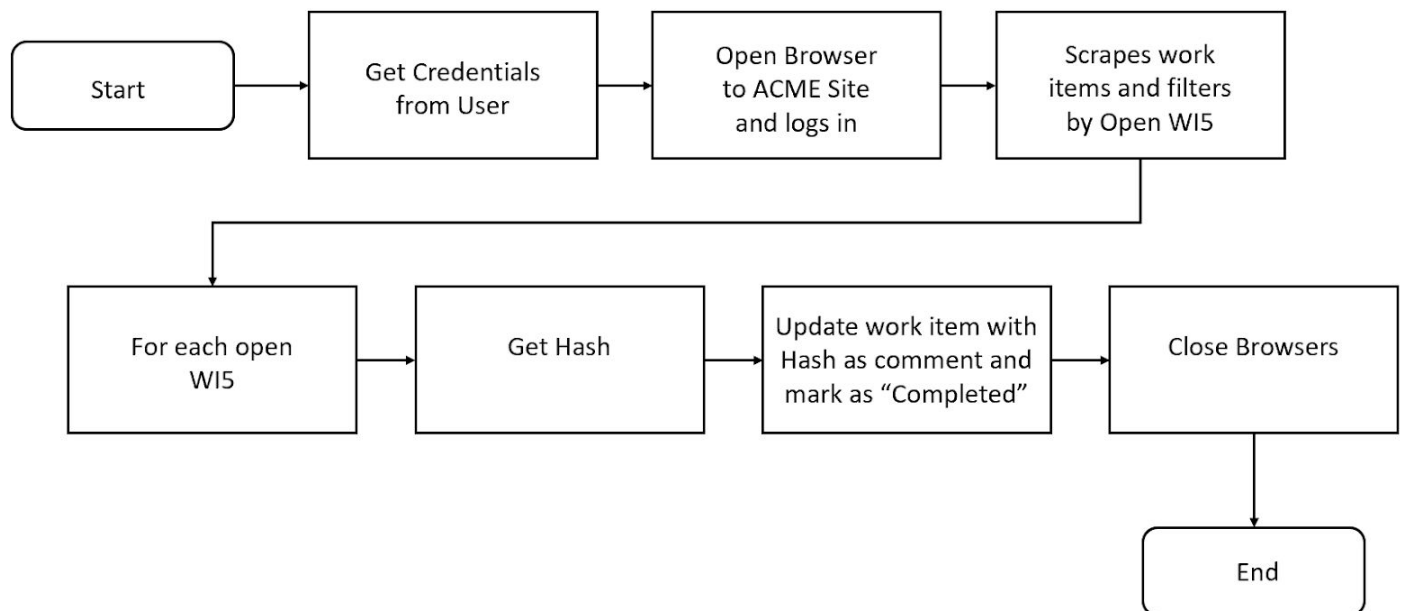 Start
Get Credentials
from User
Open Browser
to ACME Site
and logs in
Scrapes work
items and filters
by Open WI5
For each open
WI5
Get Hash
Update work item with
Hash as comment and
mark as “Completed”
Close Browsers
End